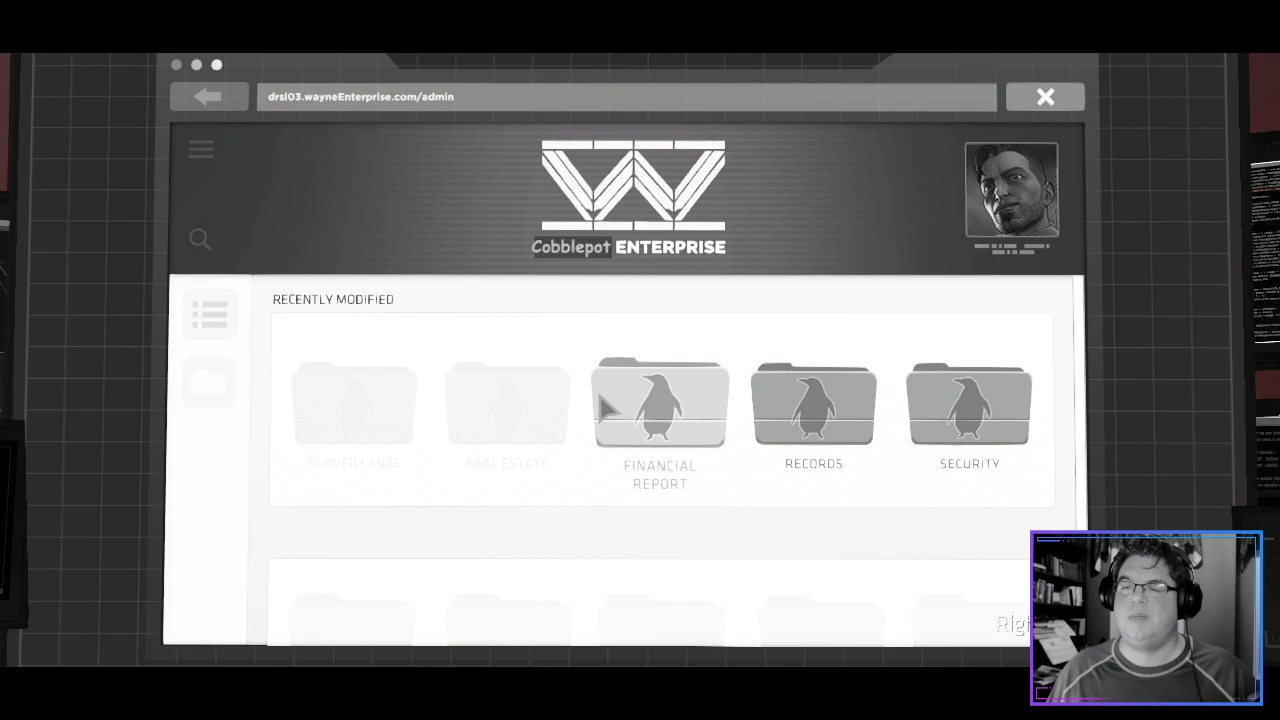 drsl03.wayneEnterprise.com/admin
Cobblepot ENTERPRISE
RECENTLY MODIFIED
SURVEILLANCE
REAL ESTATE
FINANCIAL
REPORT
RECORDS
SECURITY